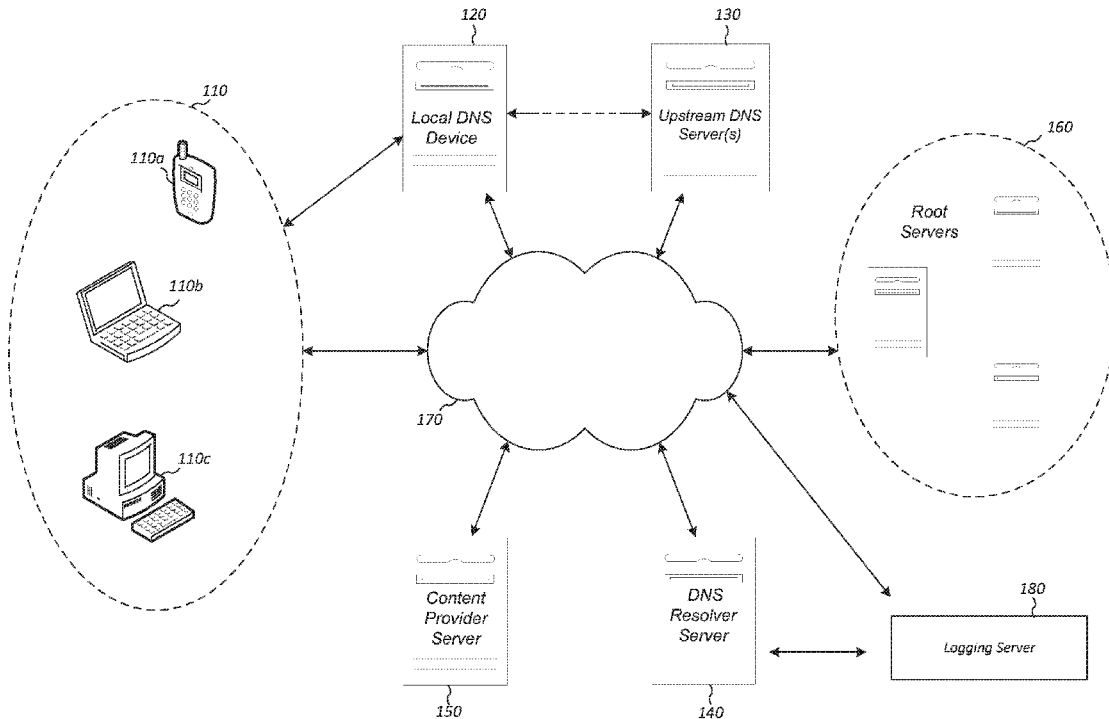 120
130
110
Local DNS
Device
Upstream DNS
Server(s)
160
110a
Root
Servers
110b
170
110c
Content
Provider
Server
DNS
Resolver
Server
180
Logging Server
150
140